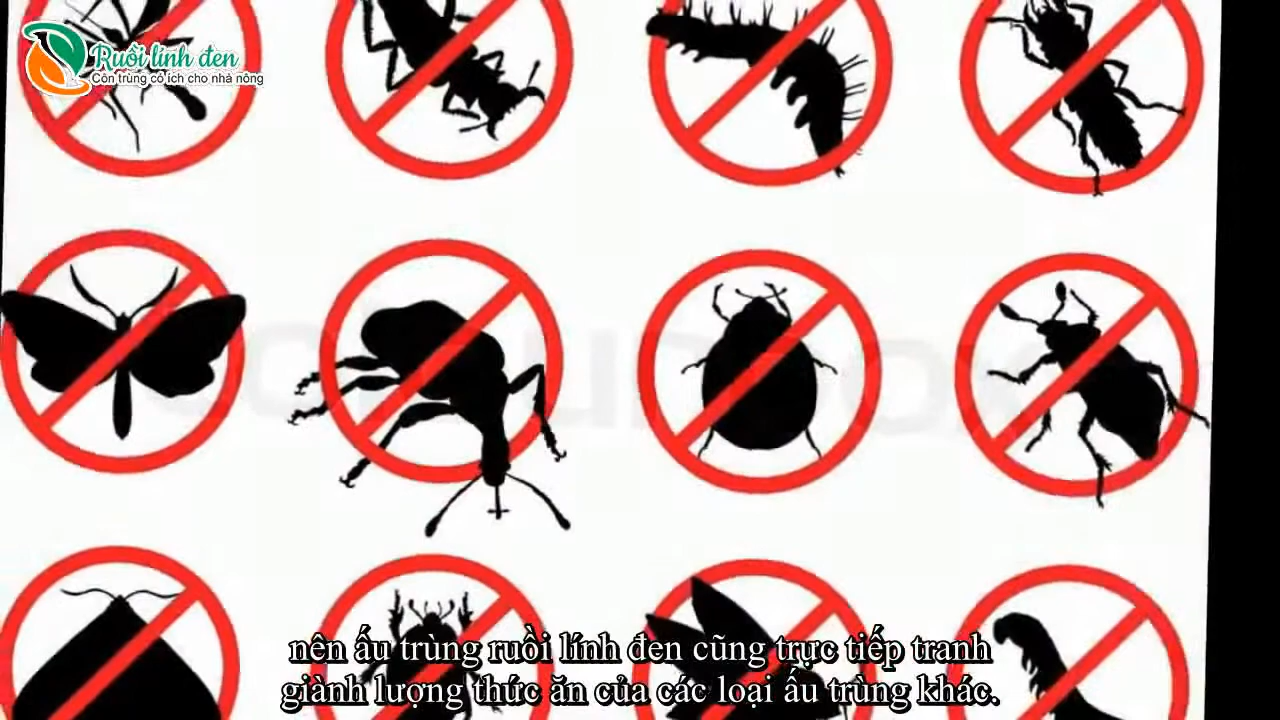 Ruồi lính đen
Côn trùng có ích cho nhà nông
nên ấu trùng ruồi lính đen cũng trực tiếp tranh
giành lượng thức ăn của các loại ấu trùng khác.